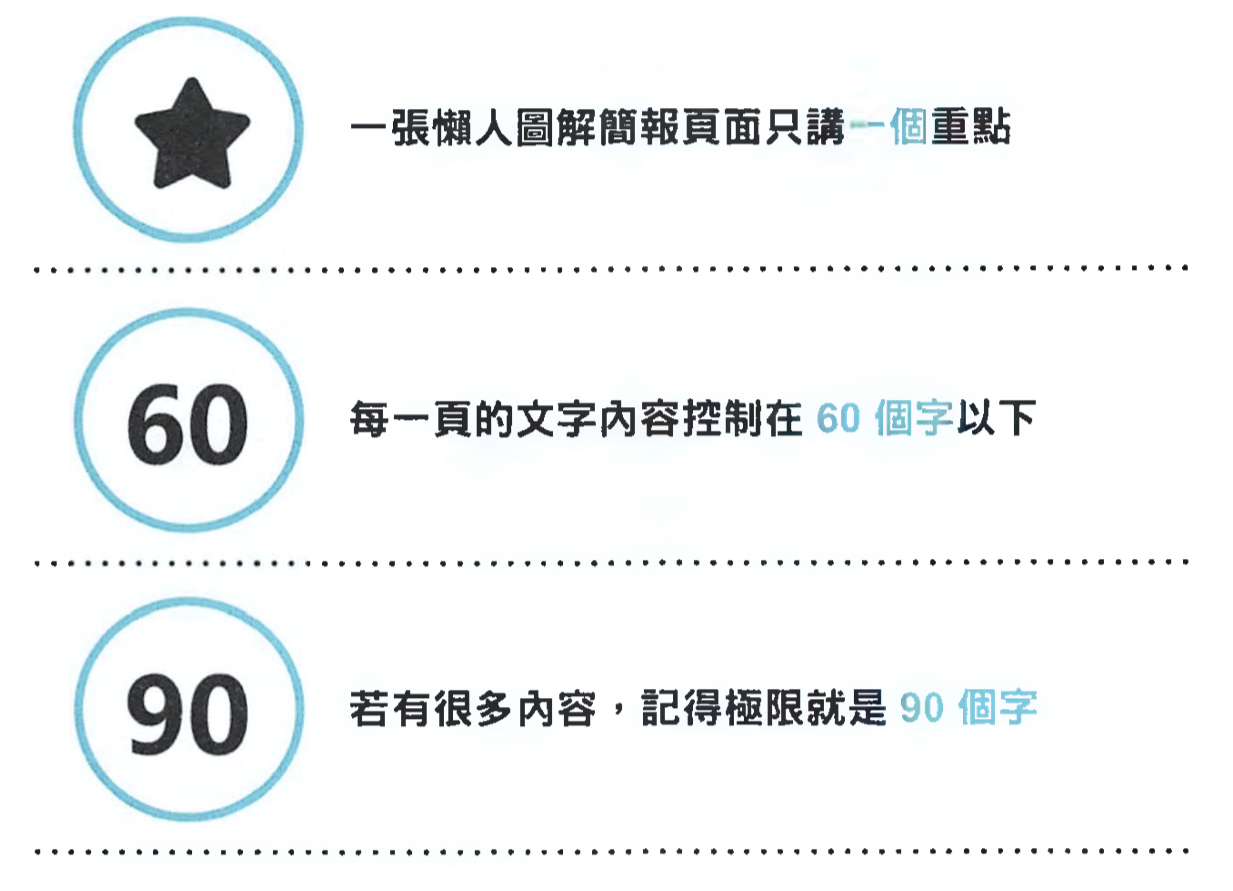 一張懶人圖解簡報頁面只講一個重點
60
每一頁的文字內容控制在 60 個字以下
90
若有很多內容，記得極限就是 90 個字